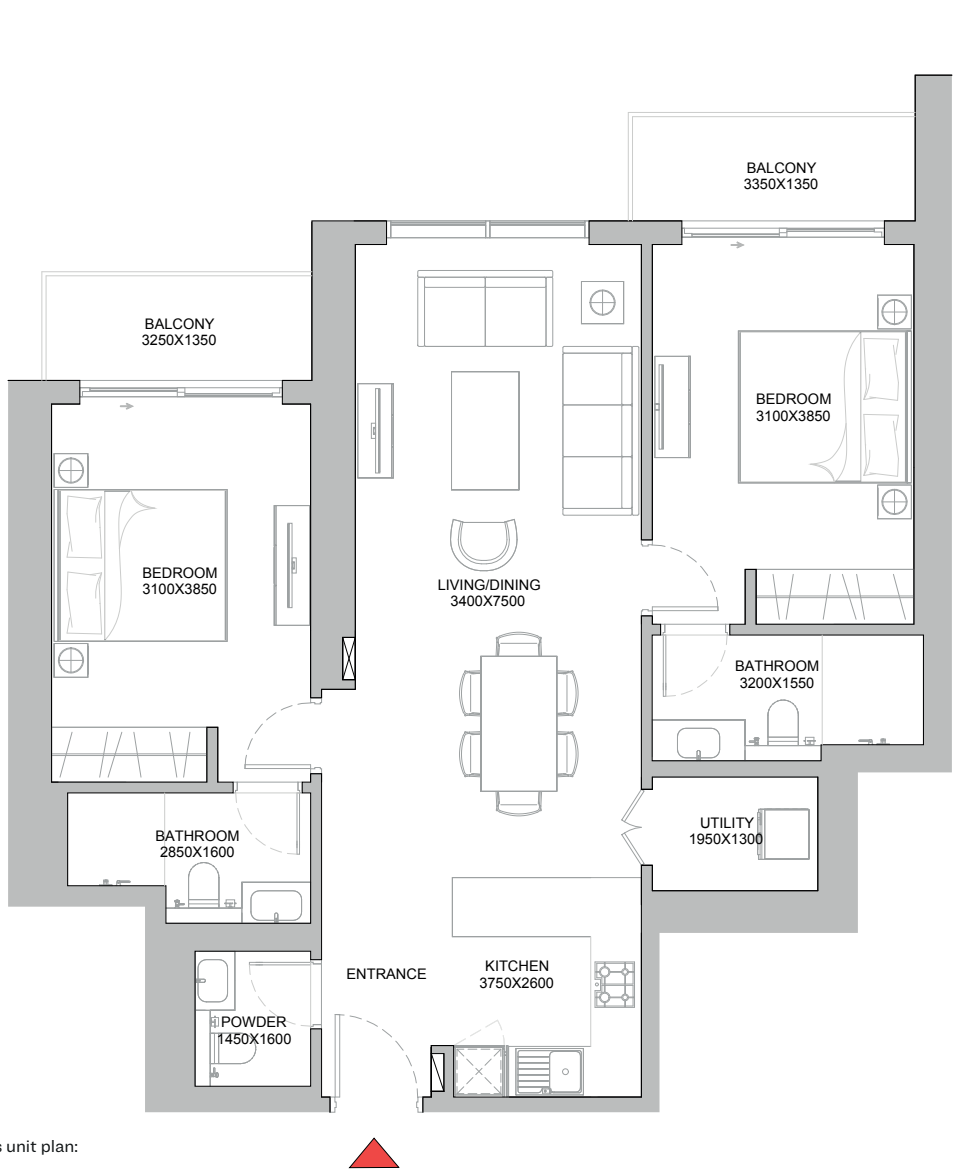 BALCONY
3350X1350
BALCONY
3250X1350
BEDROOM
3100X3850
BEDROOM
3100X3850
LIVING/DINING
3400X7500
BATHROOM
3200X1550
UTILITY
1950X1300
BATHROOM
2850X1600
ENTRANCE
KITCHEN
3750X2600
POWDER
1450X1600
unit plan: